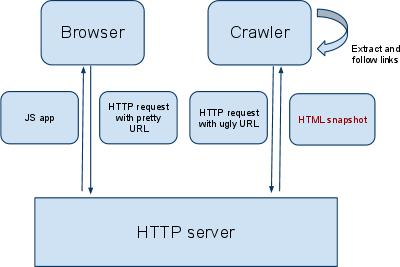 Browser
Crawler
Extract and
follow links
JS app
HTTP request
with pretty
URL
HTTP request
with ugly URL
HTML snapshot
HTTP server